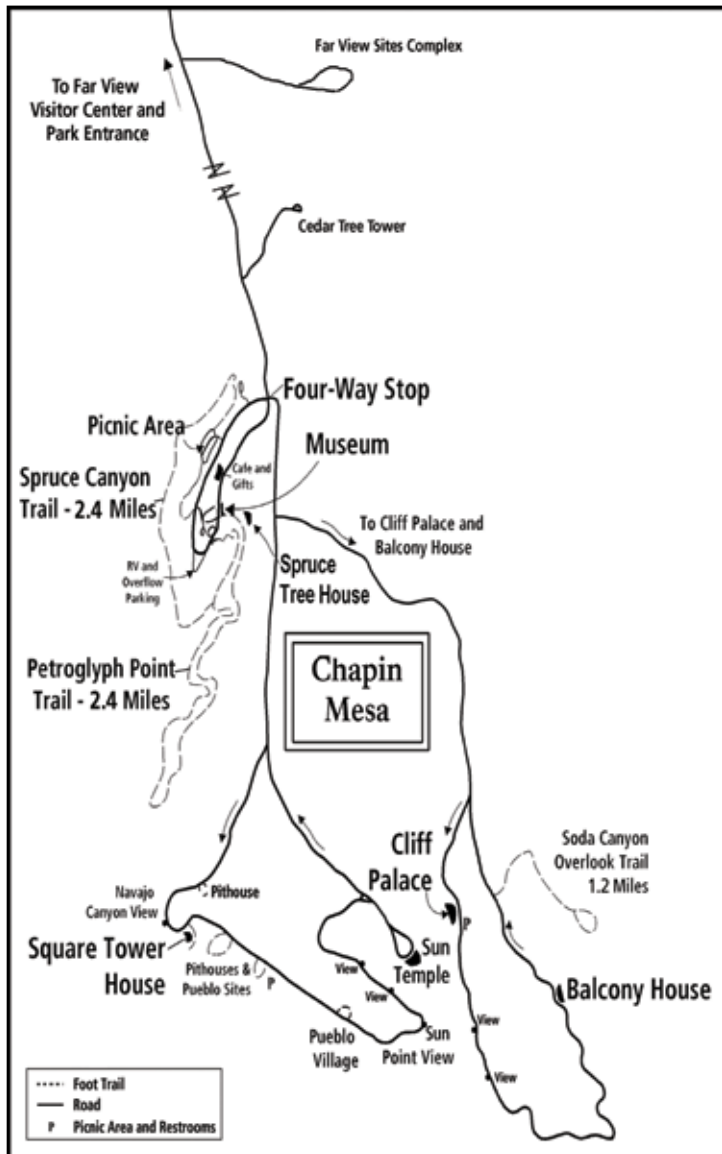 Far View Sites Complex
To Far View
Visitor Center and
Park Entrance
Cedar Tree Tower
Four-Way Stop
Picnic Area
Museum
Cafe and
Gifts
Spruce Canyon
Trail - 2.4 Miles
To Cliff Palace and
Balcony House
RV and
Overflow
Parking
Spruce
Tree House
Petroglyph Point
Trail - 2.4 Miles
Chapin
Mesa
Cliff
Palace
P
Soda Canyon
Overlook Trail
1.2 Miles
Navajo
Canyon View
Pithouse
Square Tower
House
Pithouses &
Pueblo Sites
P
View
View
Sun
Temple
Balcony House
Pueblo
Village
Sun
Point View
View
View
Foot Trail
Road
P Picnic Area and Restrooms